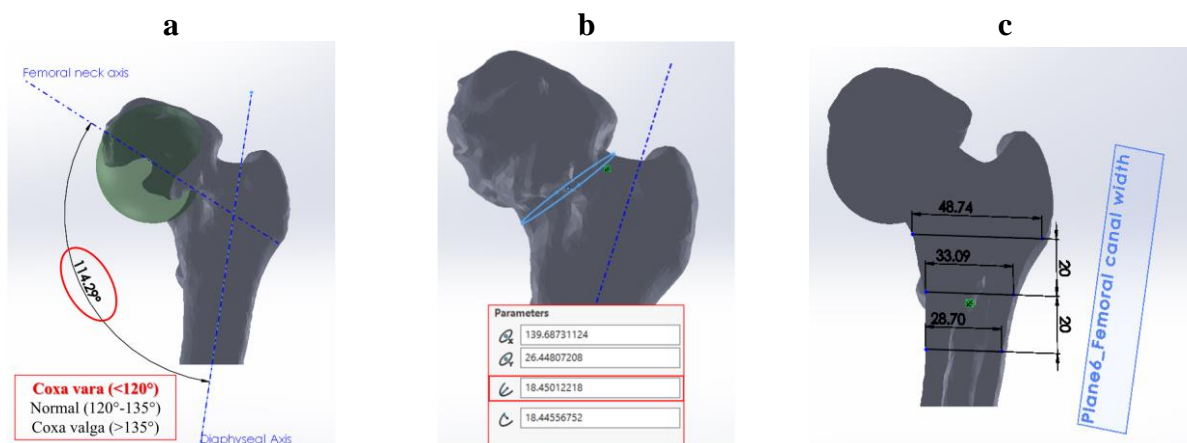 a
b
c
Femoral neck axis
114.29°
Coxa vara (<120°)
Normal (120°-135°)
Coxa valga (>135°)
Diaphyseal Axis
Parameters
139.68731124
26.44807208
18.45012218
18.44556752
48.74
33.09
20
28.70
20
Plane6_Femoral canal width